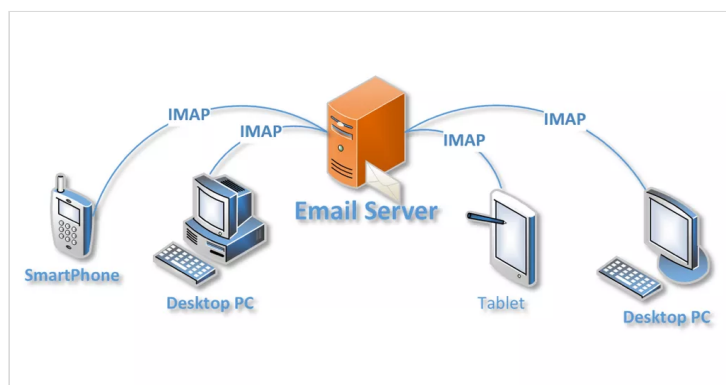 IMAP
IMAP
IMAP
IMAP
Email Server
SmartPhone
Desktop PC
Tablet
Desktop PC